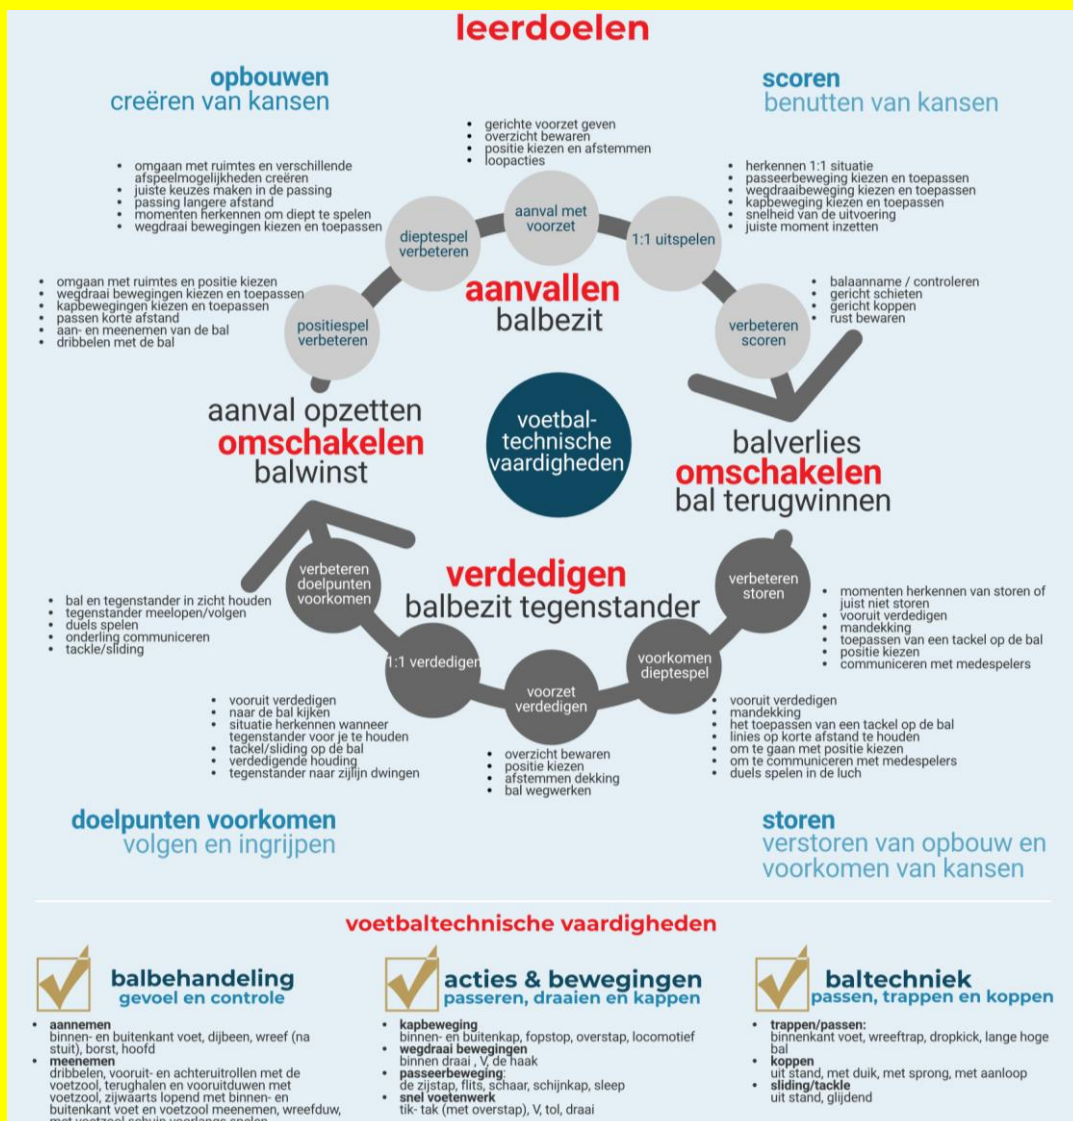 leerdoelen
opbouwen
creëren van kansen
scoren
benutten van kansen
• gerichte voorzet geven
• overzicht bewaren
• positie kiezen en afstemmen
• loopacties
• omgaan met ruimtes en verschillende
afspeelmogelijkheden creëren
• juiste keuzes maken in de passing
• passing langere afstand
• momenten herkennen om diept te spelen
• wegdraai bewegingen kiezen en toepassen
• herkennen 1:1 situatie
• passeerbeweging kiezen en toepassen
• wegdraaibeweging kiezen en toepassen
• kapbeweging kiezen en toepassen
• snelheid van de uitvoering
• juiste moment inzetten
dieptespel
verbeteren
aanval met
voorzet
1:1 uitspelen
• omgaan met ruimtes en positie kiezen
• wegdraai bewegingen kiezen en toepassen
• kapbewegingen kiezen en toepassen
• passen korte afstand
• aan- en meenemen van de bal
• dribbelen met de bal
positiespel
verbeteren
aanvallen
balbezit
verbeteren
scoren
• balaanname / controleren
• gericht schieten
• gericht koppen
• rust bewaren
aanval opzetten
omschakelen
balwinst
voetbal-
technische
vaardigheden
balverlies
omschakelen
bal terugwinnen
verbeteren
doelpunten
voorkomen
verdedigen
balbezit tegenstander
verbeteren
storen
• bal en tegenstander in zicht houden
• tegenstander meelopen/volgen
• duels spelen
• onderling communiceren
• tackle/sliding
• momenten herkennen van storen of
juist niet storen
• vooruit verdedigen
• mandekking
• toepassen van een tackel op de bal
• positie kiezen
• communiceren met medespelers
1:1 verdedigen
voorzet
verdedigen
voorkomen
dieptespel
• vooruit verdedigen
• naar de bal kijken
• situatie herkennen wanneer
tegenstander voor je te houden
• tackel/sliding op de bal
• verdedigende houding
• tegenstander naar zijlijn dwingen
• overzicht bewaren
• positie kiezen
• afstemmen dekking
• bal wegwerken
• vooruit verdedigen
• mandekking
• het toepassen van een tackel op de bal
• linies op korte afstand te houden
• om te gaan met positie kiezen
• om te communiceren met medespelers
• duels spelen in de luch
doelpunten voorkomen
volgen en ingrijpen
storen
verstoren van opbouw en
voorkomen van kansen
voetbaltechnische vaardigheden
balbehandeling
gevoel en controle
• aannemen
binnen- en buitenkant voet, dijbeen, wreef (na
stuit), borst, hoofd
• meenemen
dribbelen, vooruit- en achteruitrollen met de
voetzool, terughalen en vooruitduwen met
voetzool, zijwaarts lopend met binnen- en
buitenkant voet en voetzool meenemen, wreefduw,
met voetzool schuin voorlangs spelen
acties & bewegingen
passeren, draaien en kappen
• kapbeweging
binnen- en buitenkap, fopstop, overstap, locomotief
• wegdraai bewegingen
binnen draai , V, de haak
• passeerbeweging:
de zijstap, flits, schaar, schijnkap, sleep
• snel voetenwerk
tik- tak (met overstap), V, tol, draai
baltechniek
passen, trappen en koppen
• trappen/passen:
binnenkant voet, wreeftrap, dropkick, lange hoge
bal
• koppen
uit stand, met duik, met sprong, met aanloop
• sliding/tackle
uit stand, glijdend